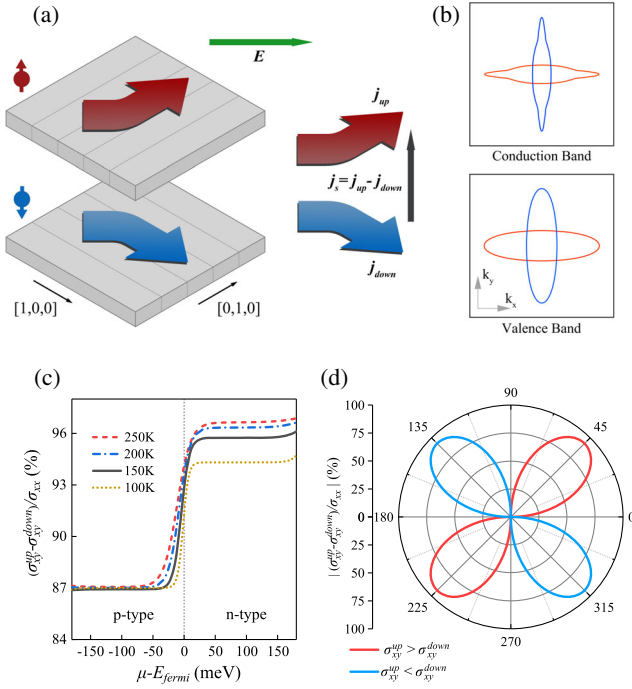 (a)
E
j_up
j_s = j_up - j_down
j_down
[1,0,0]
[0,1,0]
(b)
Conduction Band
k_y
k_x
Valence Band
(c)
(σ_xy^up-σ_xy^down)/σ_xx (%)
96
93
90
87
84
250K
200K
150K
100K
p-type
n-type
-150 -100 -50 0 50 100 150
μ-E_fermi (meV)
(d)
| (σ_xy^up-σ_xy^down)/σ_xx | (%)
100
75
50
25
0
25
50
75
100
90
135
45
180
0
225
315
270
σ_xy^up > σ_xy^down
σ_xy^up < σ_xy^down